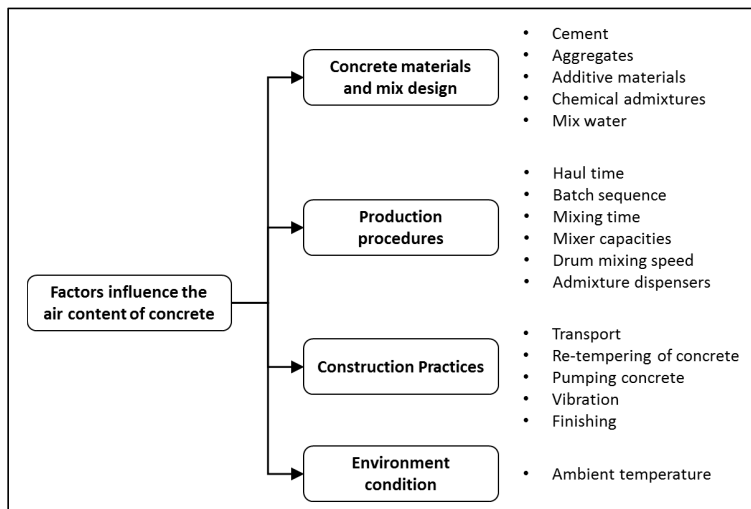 Factors influence the
air content of concrete
Concrete materials
and mix design
• Cement
• Aggregates
• Additive materials
• Chemical admixtures
• Mix water
Production
procedures
• Haul time
• Batch sequence
• Mixing time
• Mixer capacities
• Drum mixing speed
• Admixture dispensers
Construction Practices
• Transport
• Re-tempering of concrete
• Pumping concrete
• Vibration
• Finishing
Environment
condition
• Ambient temperature